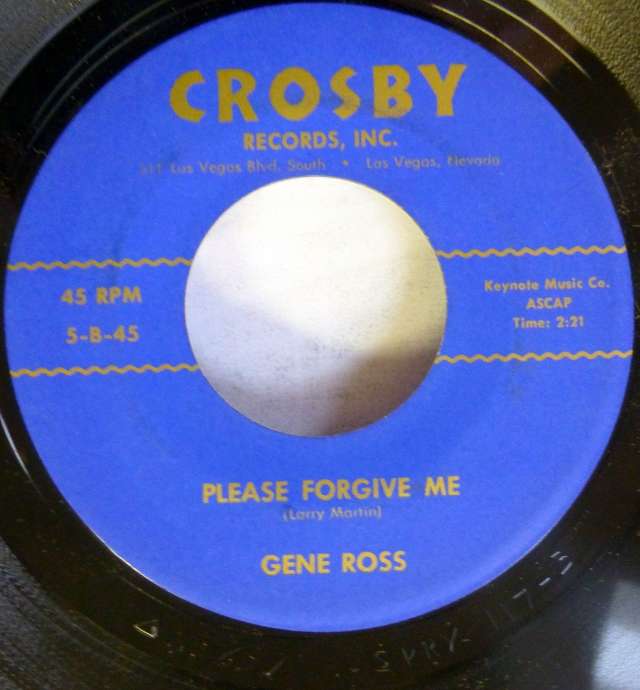 CROSBY
RECORDS, INC.
Las Vegas Blvd, South • Las Vegas, Nevada
45 RPM
5-B-45
Keynote Music Co.
ASCAP
Time: 2:21
PLEASE FORGIVE ME
(Larry Martin)
GENE ROSS